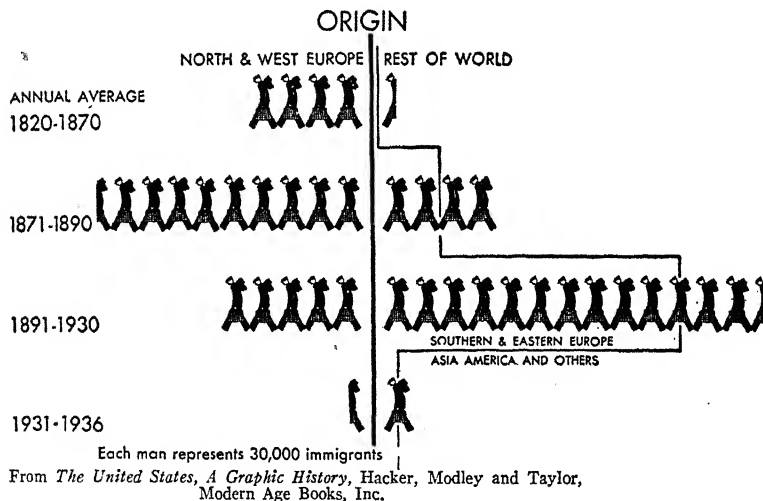 ORIGIN
NORTH & WEST EUROPE REST OF WORLD
ANNUAL AVERAGE
1820-1870
1871-1890
1891-1930
SOUTHERN & EASTERN EUROPE
ASIA AMERICA AND OTHERS
1931-1936
Each man represents 30,000 immigrants
From The United States, A Graphic History, Hacker, Modley and Taylor,
Modern Age Books, Inc.